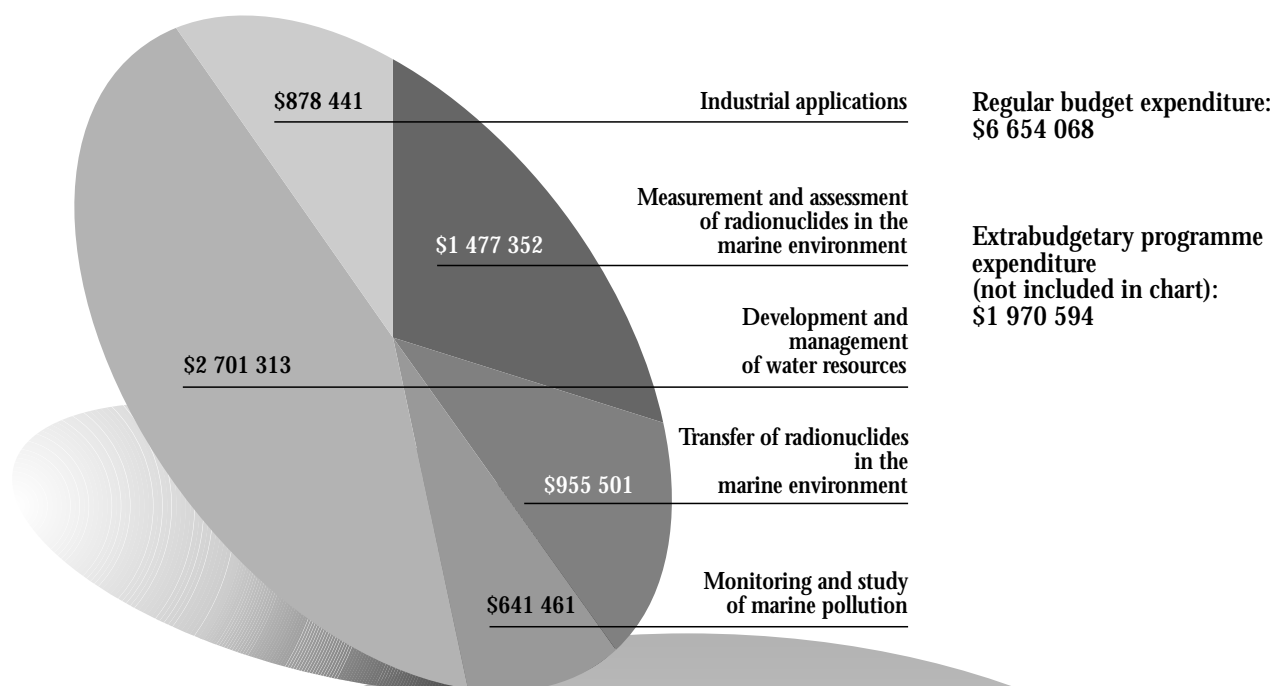 $878 441
Industrial applications
$1 477 352
Measurement and assessment
of radionuclides in the
marine environment
$2 701 313
Development and
management
of water resources
$955 501
Transfer of radionuclides
in the
marine environment
$641 461
Monitoring and study
of marine pollution
Regular budget expenditure:
$6 654 068
Extrabudgetary programme
expenditure
(not included in chart):
$1 970 594